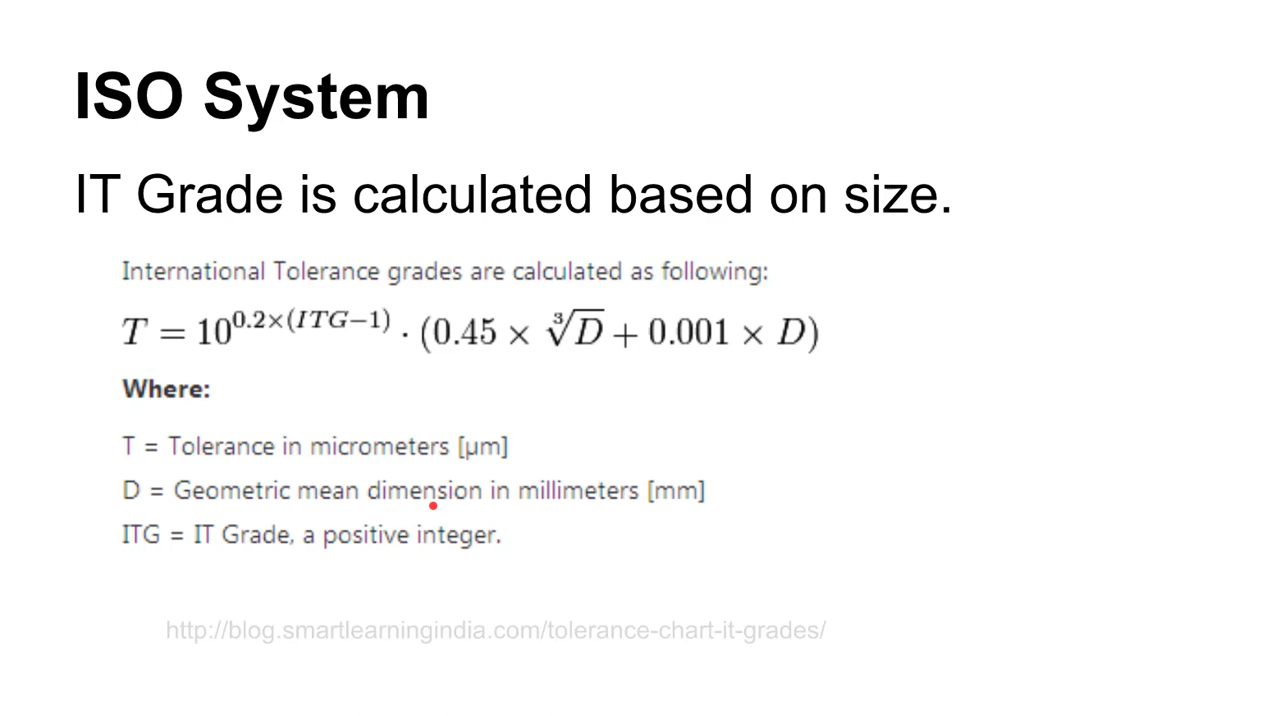 ISO System
IT Grade is calculated based on size.
International Tolerance grades are calculated as following:
T = 10^{0.2×(ITG−1)} · (0.45 × ∛D + 0.001 × D)
Where:
T = Tolerance in micrometers [µm]
D = Geometric mean dimension in millimeters [mm]
ITG = IT Grade, a positive integer.
http://blog.smartlearningindia.com/tolerance-chart-it-grades/